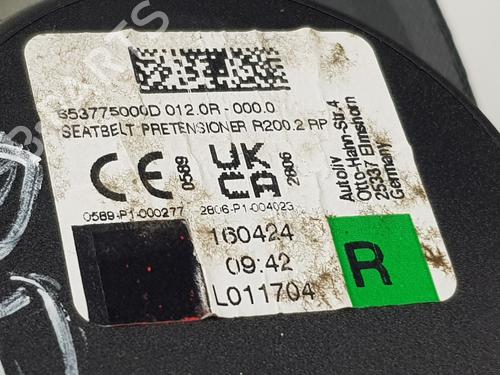 653775000D 012.0R - 000.0
SEATBELT PRETENSIONER R200.2 RP
CE 0589
UK CA 2806
Autoliv
Otto-Hahn-Str.4
25337 Elmshorn
Germany
0589-P1-000277
2806-P1-004023
160424
09:42
L011704
R